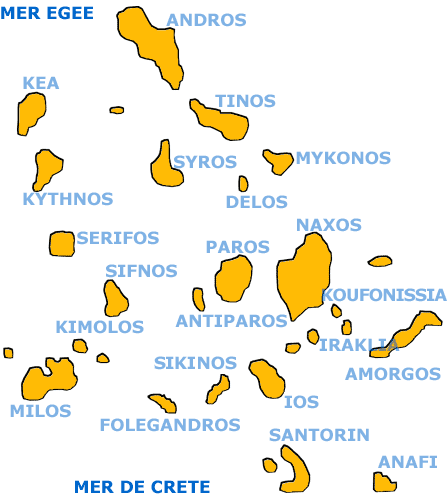 MER EGEE
ANDROS
KEA
TINOS
SYROS
MYKONOS
KYTHNOS
DELOS
NAXOS
SERIFOS
PAROS
SIFNOS
KOUFONISSIA
ANTIPAROS
KIMOLOS
IRAKLIA
SIKINOS
AMORGOS
IOS
MILOS
FOLEGANDROS
SANTORIN
ANAFI
MER DE CRETE